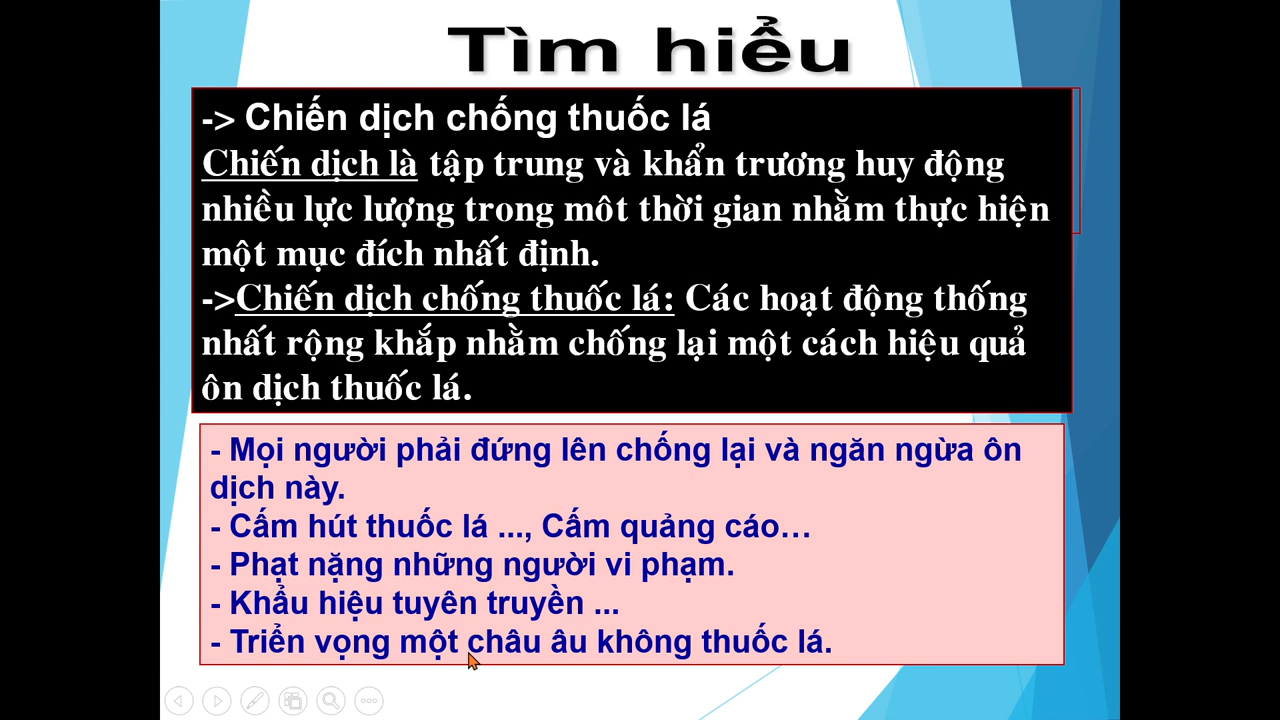 Tìm hiểu
-> Chiến dịch chống thuốc lá
Chiến dịch là tập trung và khẩn trương huy động
nhiều lực lượng trong môt thời gian nhằm thực hiện
một mục đích nhất định.
->Chiến dịch chống thuốc lá: Các hoạt động thống
nhất rộng khắp nhằm chống lại một cách hiệu quả
ôn dịch thuốc lá.
- Mọi người phải đứng lên chống lại và ngăn ngừa ôn
dịch này.
- Cấm hút thuốc lá ..., Cấm quảng cáo…
- Phạt nặng những người vi phạm.
- Khẩu hiệu tuyên truyền ...
- Triển vọng một châu âu không thuốc lá.